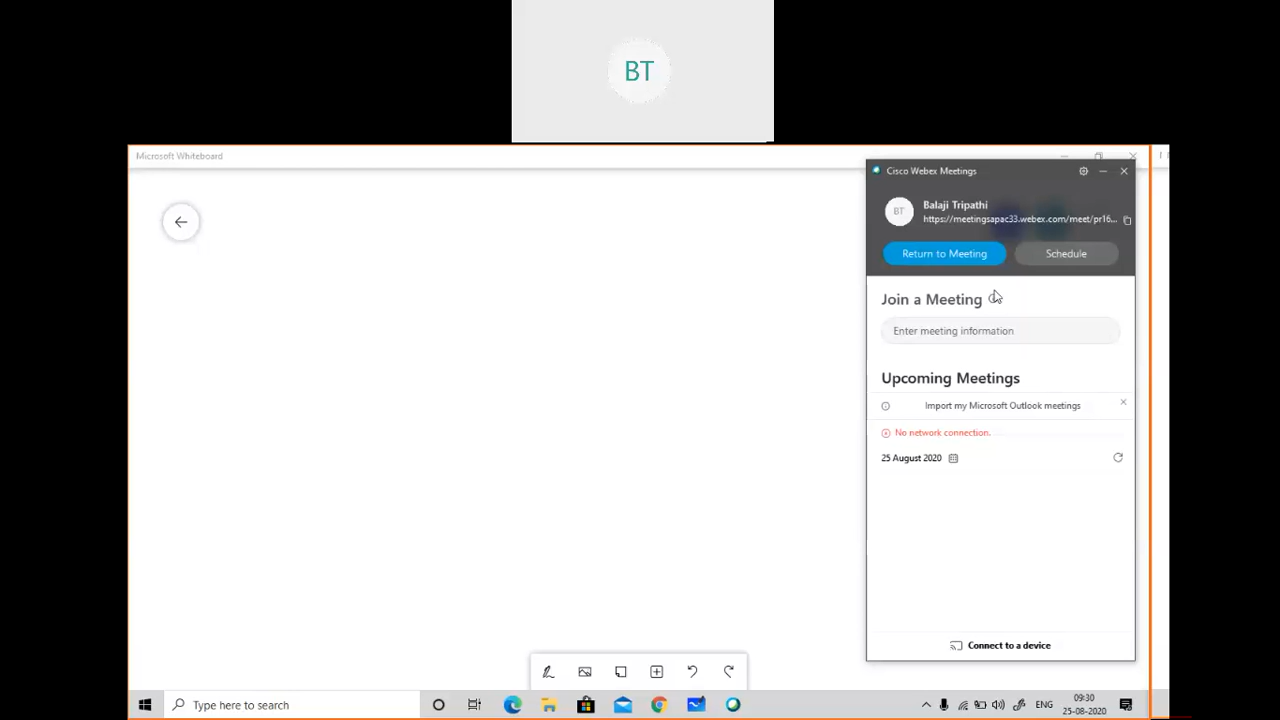 BT
Microsoft Whiteboard
Cisco Webex Meetings
BT
Balaji Tripathi
https://meetingsapac33.webex.com/meet/pr16...
Return to Meeting
Schedule
Join a Meeting
Enter meeting information
Upcoming Meetings
Import my Microsoft Outlook meetings
No network connection.
25 August 2020
Connect to a device
Type here to search
ENG
09:30
25-08-2020